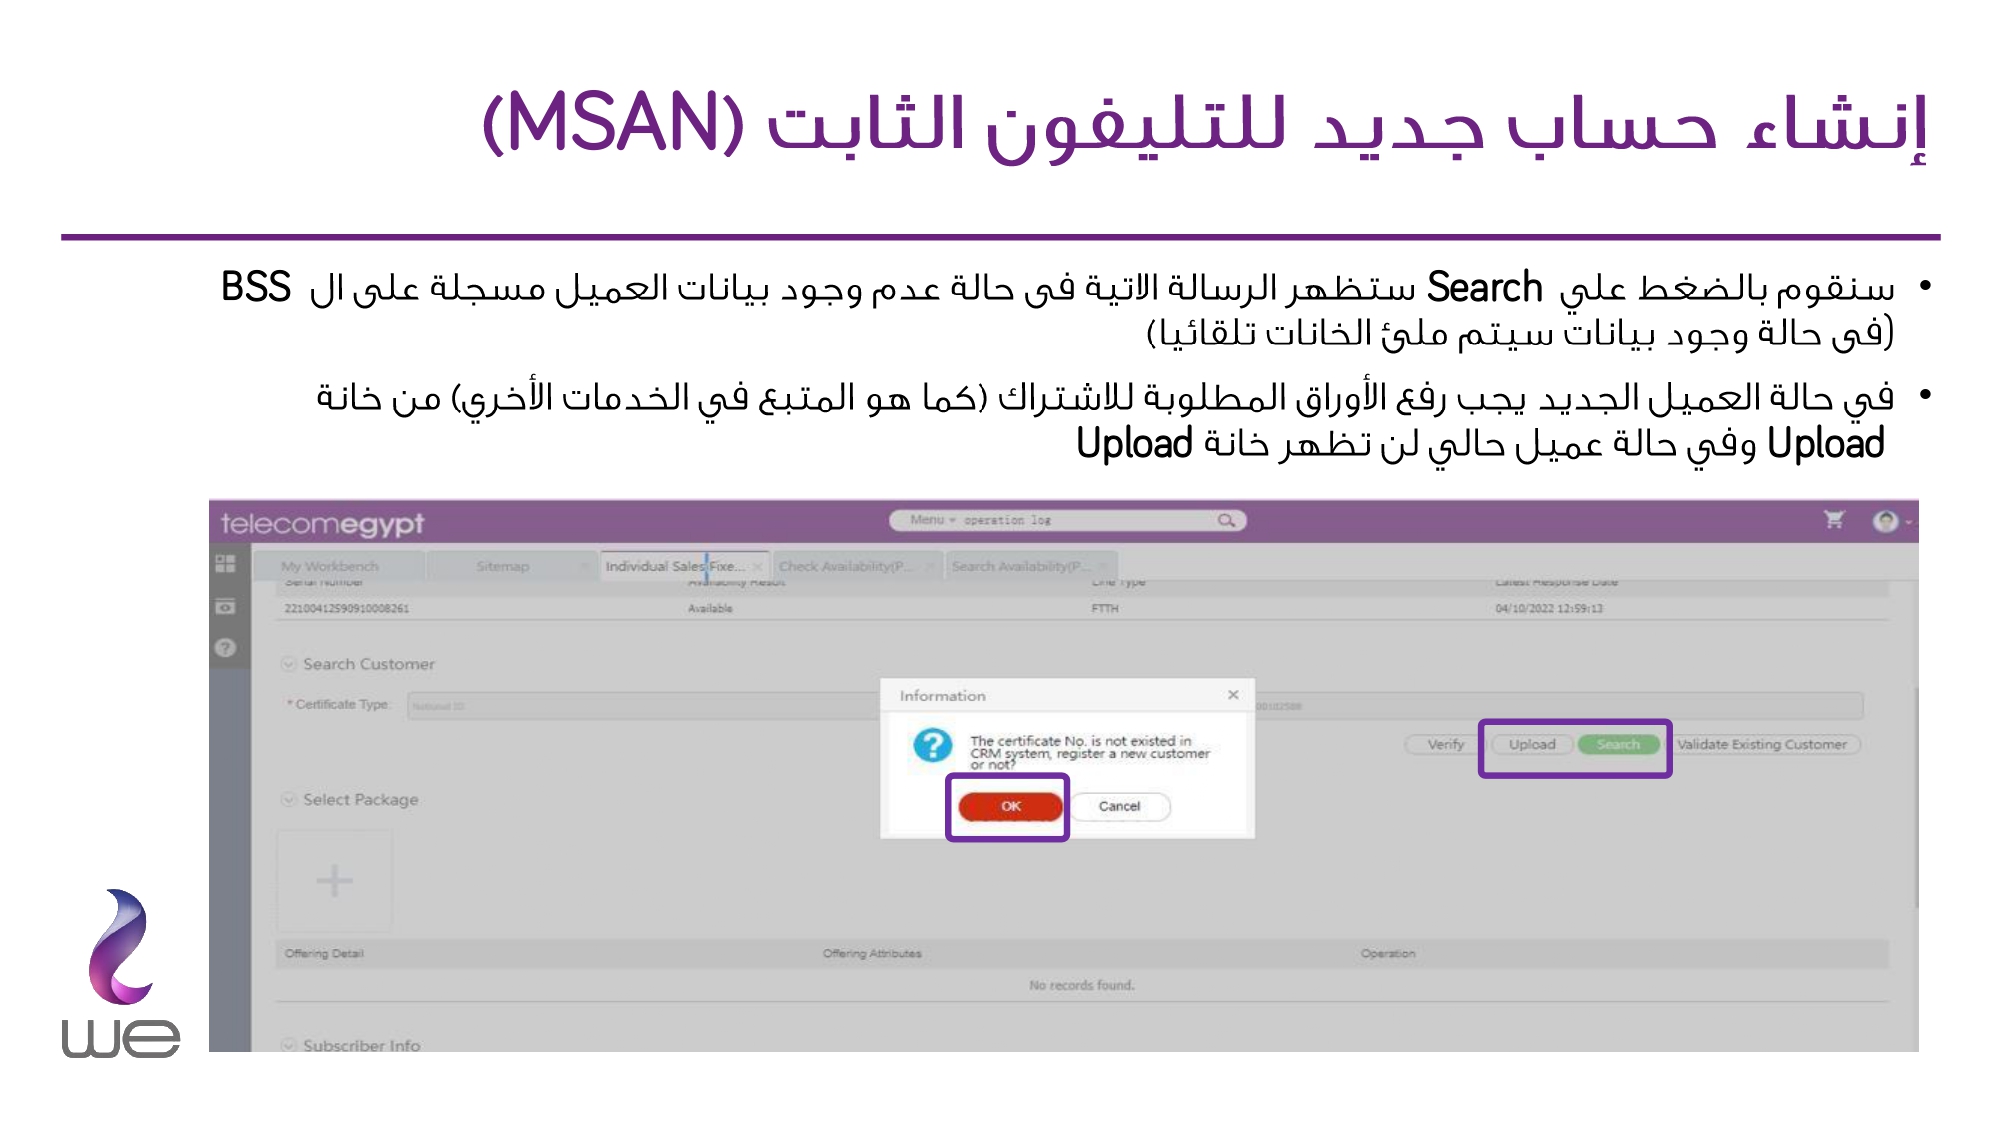 إنشاء حساب جديد للتليفون الثابت (MSAN)
• سنقوم بالضغط علي Search ستظهر الرسالة الاتية فى حالة عدم وجود بيانات العميل مسجلة على ال BSS
(فى حالة وجود بيانات سيتم ملئ الخانات تلقائيا)
• في حالة العميل الجديد يجب رفع الأوراق المطلوبة للاشتراك (كما هو المتبع في الخدمات الأخري) من خانة
Upload وفي حالة عميل حالي لن تظهر خانة Upload
telecomegypt
Menu operation log
My Workbench Sitemap Individual Sales-Fixe... Check Availability(P... Search Availability(P...
Serial Number Availability Result Line Type Latest Response Date
22100412590910008261 Available FTTH 04/10/2022 12:59:13
Search Customer
* Certificate Type: National ID
Information
The certificate No. is not existed in
CRM system, register a new customer
or not?
OK Cancel
Verify Upload Search Validate Existing Customer
Select Package
Offering Detail Offering Attributes Operation
No records found.
Subscriber Info
we